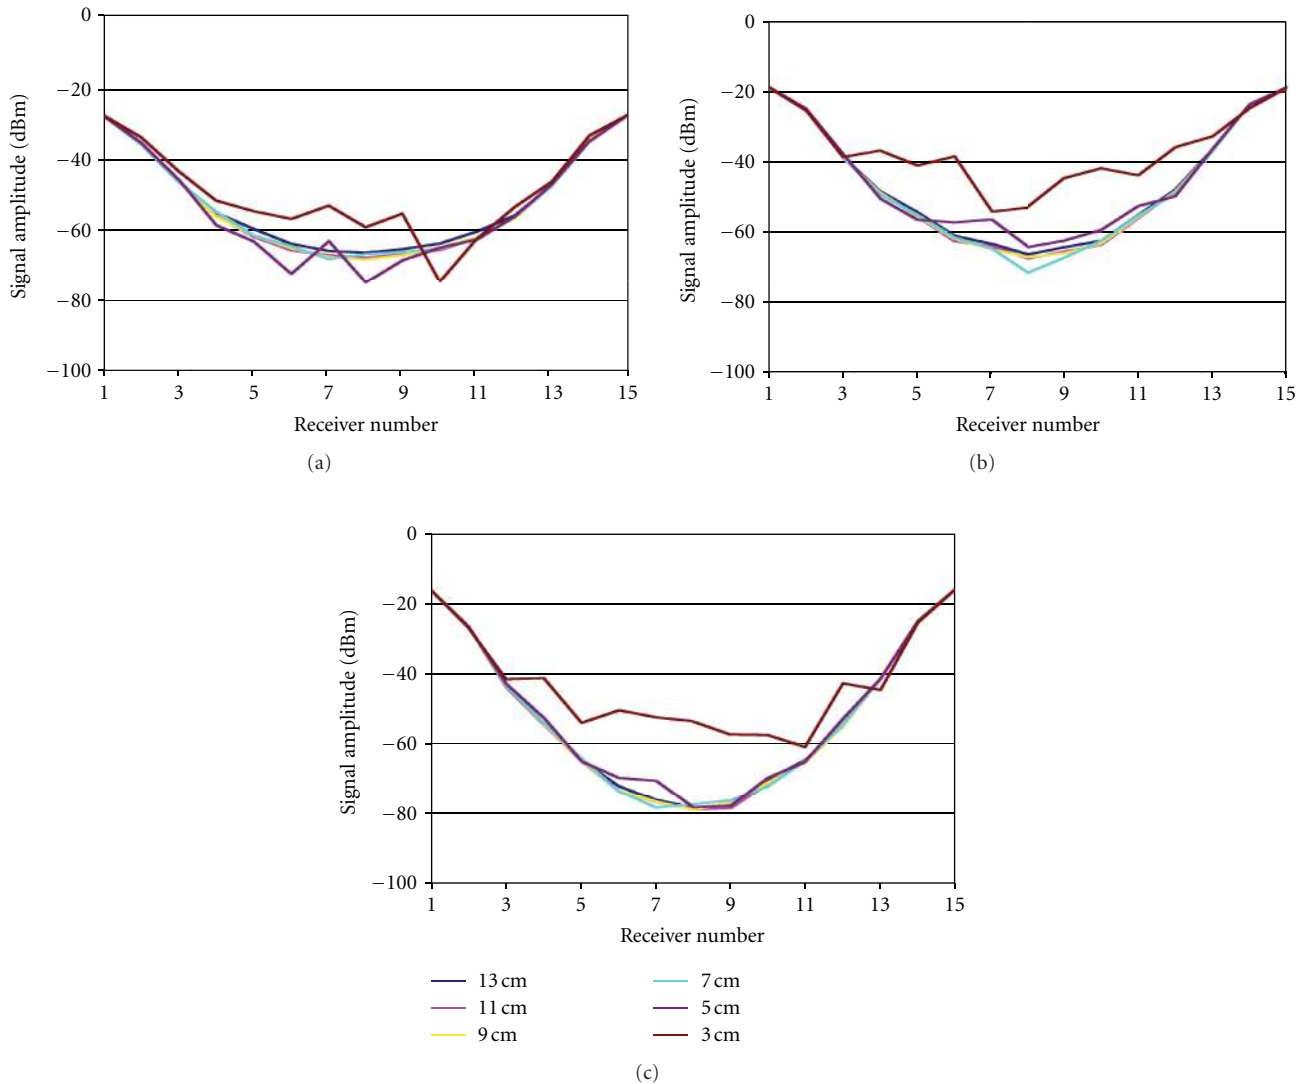 0
−20
−40
−60
−80
−100
Signal amplitude (dBm)
1 3 5 7 9 11 13 15
Receiver number
(a)
0
−20
−40
−60
−80
−100
Signal amplitude (dBm)
1 3 5 7 9 11 13 15
Receiver number
(b)
0
−20
−40
−60
−80
−100
Signal amplitude (dBm)
1 3 5 7 9 11 13 15
Receiver number
13 cm
11 cm
9 cm
7 cm
5 cm
3 cm
(c)